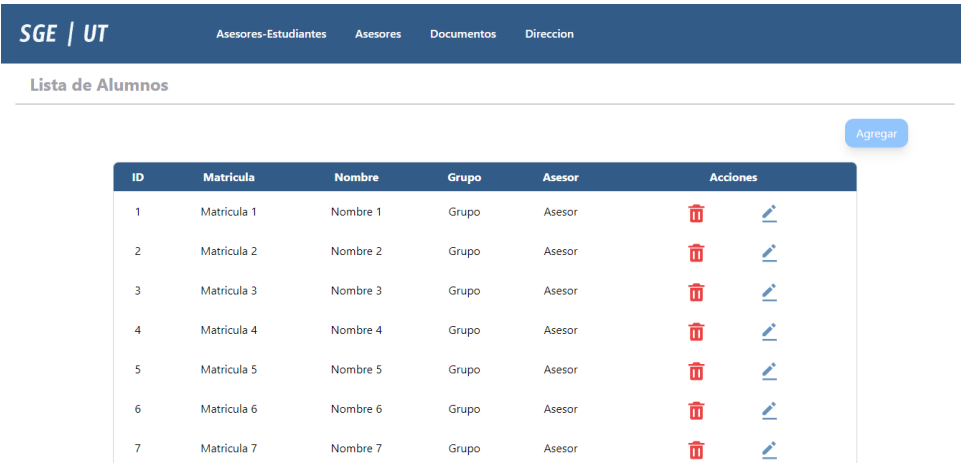 SGE | UT Asesores-Estudiantes Asesores Documentos Direccion
Lista de Alumnos
Agregar
ID Matricula Nombre Grupo Asesor Acciones
1 Matricula 1 Nombre 1 Grupo Asesor
2 Matricula 2 Nombre 2 Grupo Asesor
3 Matricula 3 Nombre 3 Grupo Asesor
4 Matricula 4 Nombre 4 Grupo Asesor
5 Matricula 5 Nombre 5 Grupo Asesor
6 Matricula 6 Nombre 6 Grupo Asesor
7 Matricula 7 Nombre 7 Grupo Asesor